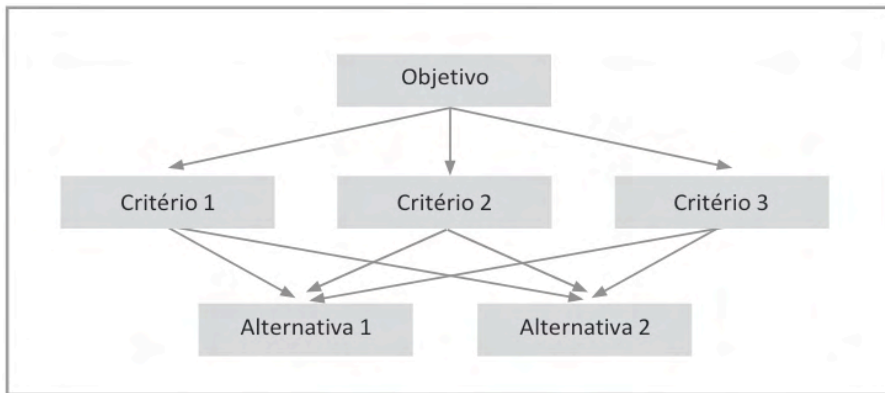 Objetivo
Critério 1
Critério 2
Critério 3
Alternativa 1
Alternativa 2